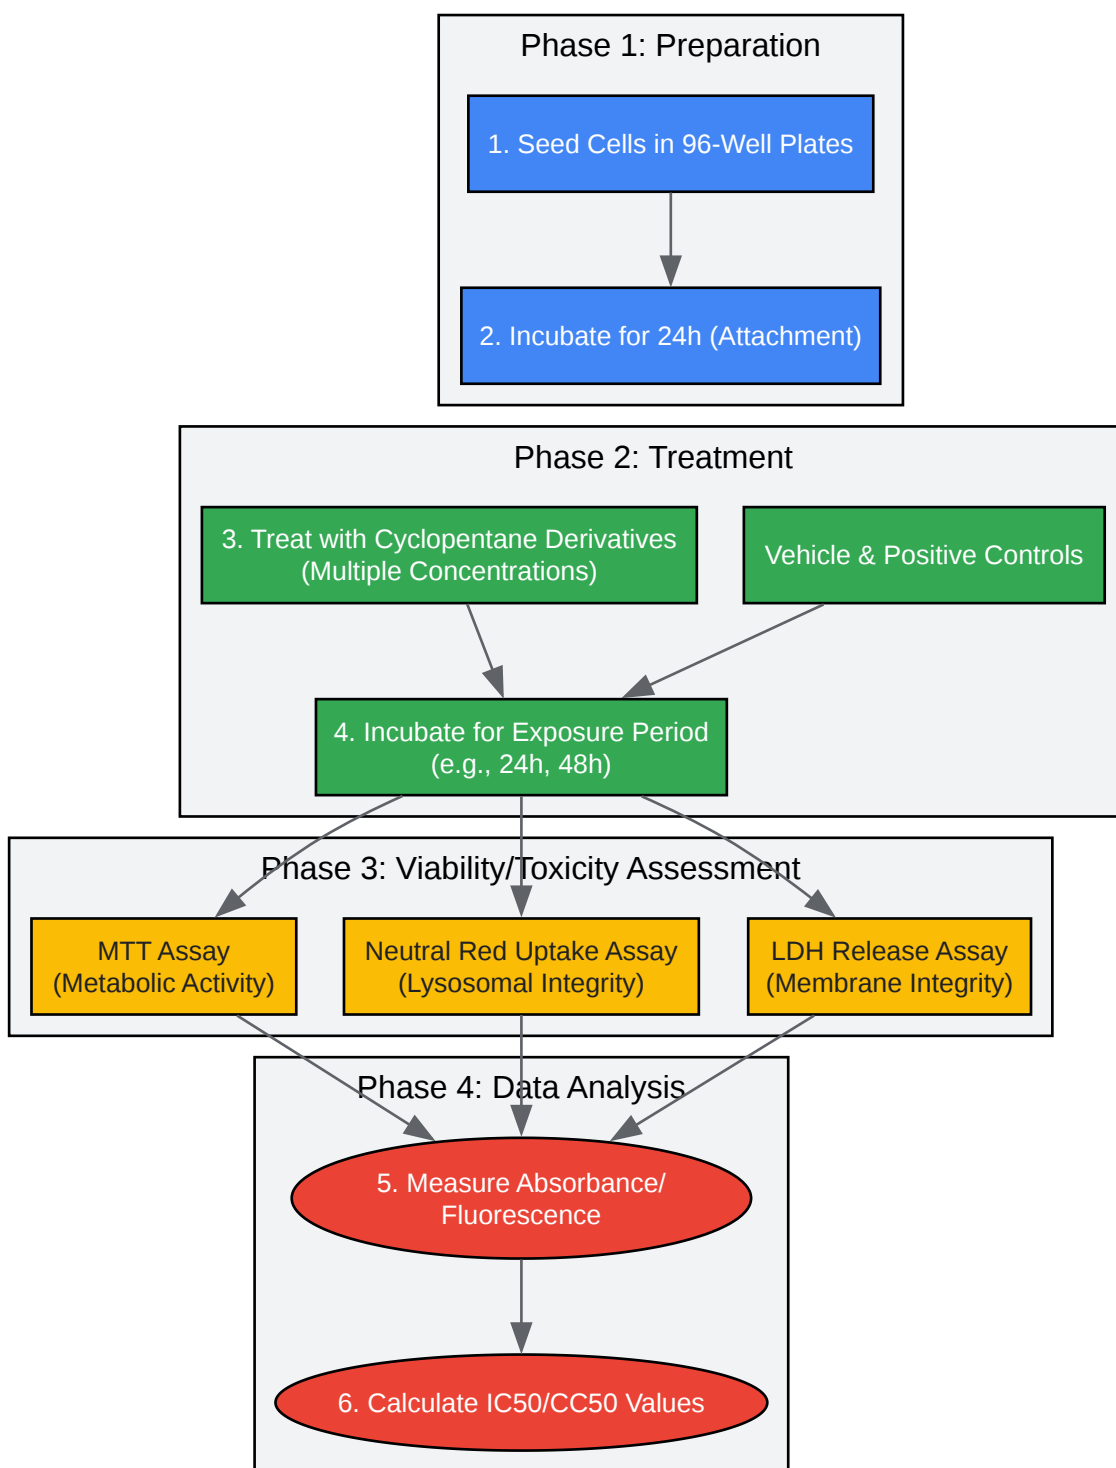 Phase 1: Preparation
1. Seed Cells in 96-Well Plates
2. Incubate for 24h (Attachment)
Phase 2: Treatment
3. Treat with Cyclopentane Derivatives
(Multiple Concentrations)
Vehicle & Positive Controls
4. Incubate for Exposure Period
(e.g., 24h, 48h)
Phase 3: Viability/Toxicity Assessment
MTT Assay
(Metabolic Activity)
Neutral Red Uptake Assay
(Lysosomal Integrity)
LDH Release Assay
(Membrane Integrity)
Phase 4: Data Analysis
5. Measure Absorbance/
Fluorescence
6. Calculate IC50/CC50 Values